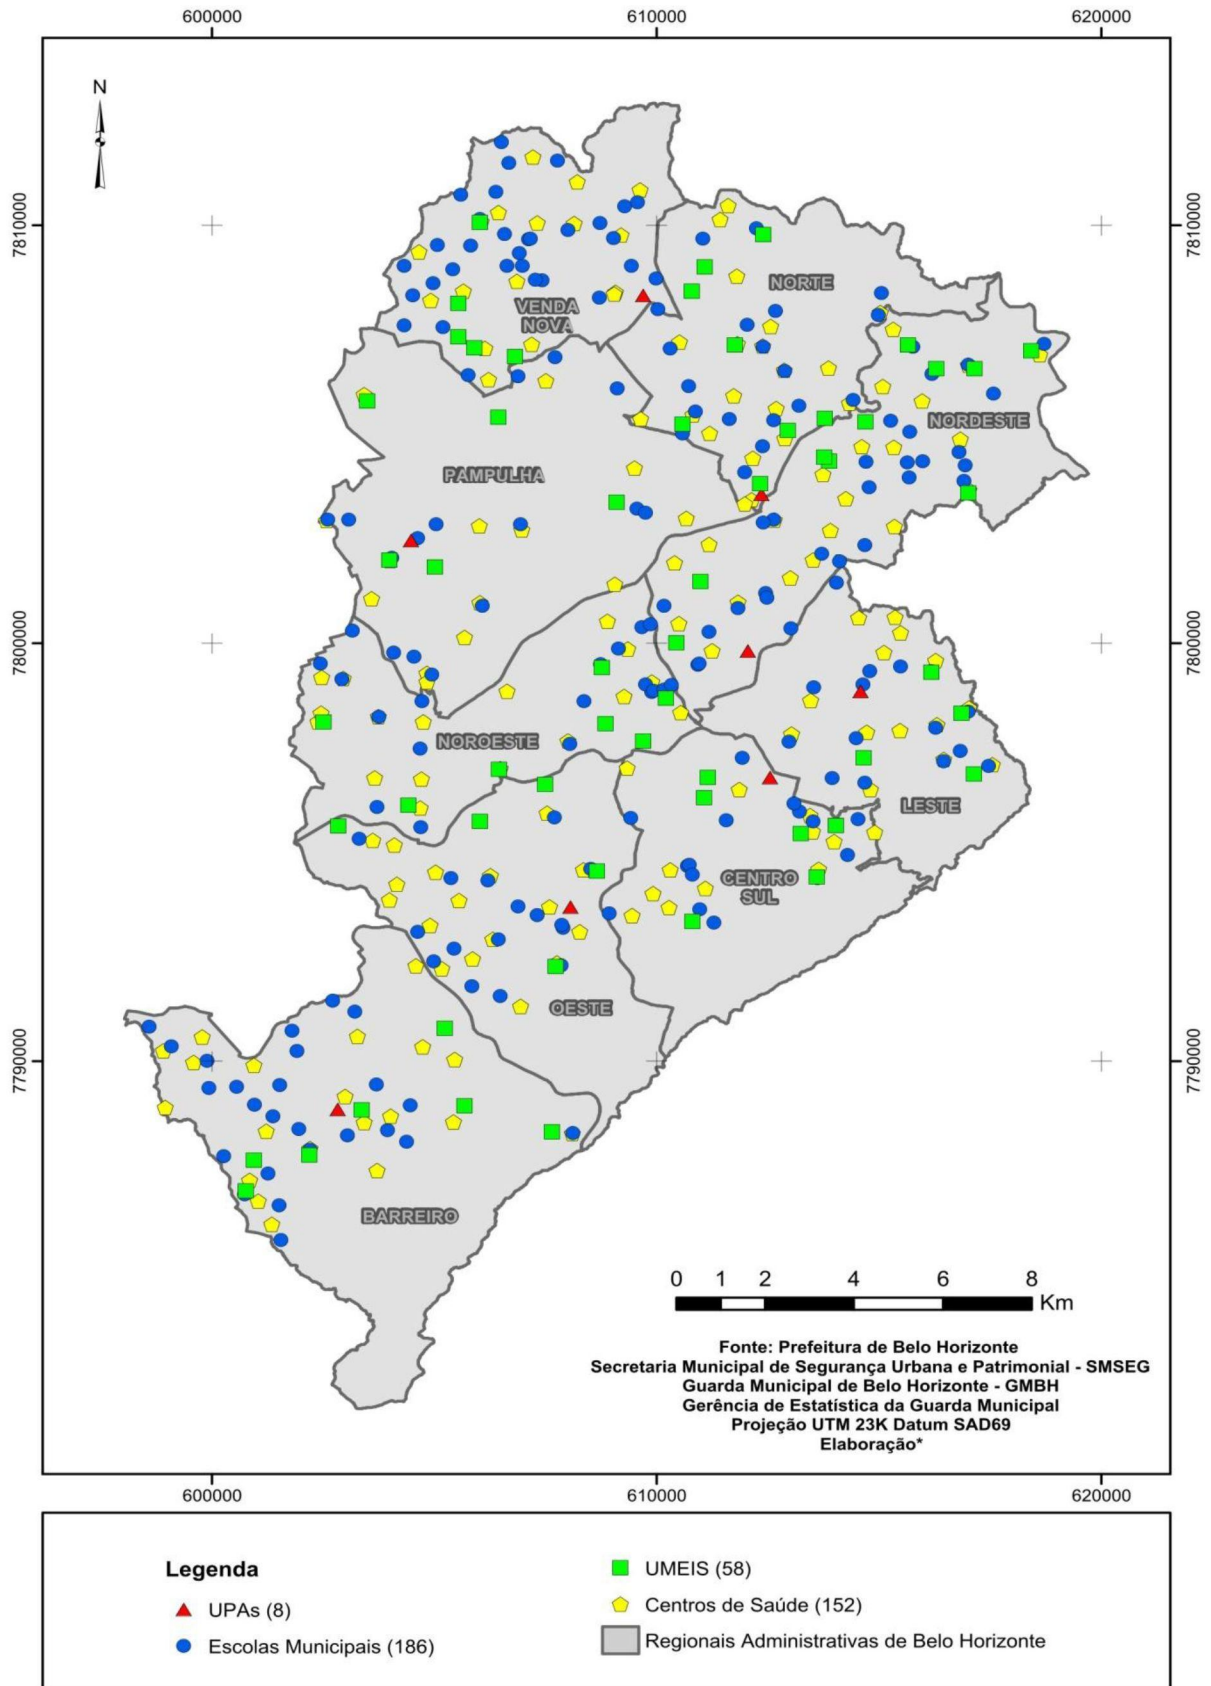 600000
610000
620000
N
7810000
7810000
VENDA
NOVA
NORTE
NORDESTE
PAMPULHA
7800000
7800000
NOROESTE
LESTE
CENTRO
SUL
OESTE
7790000
7790000
BARREIRO
0 1 2 4 6 8
Km
Fonte: Prefeitura de Belo Horizonte
Secretaria Municipal de Segurança Urbana e Patrimonial - SMSEG
Guarda Municipal de Belo Horizonte - GMBH
Gerência de Estatística da Guarda Municipal
Projeção UTM 23K Datum SAD69
Elaboração*
600000
610000
620000
Legenda
UPAs (8)
Escolas Municipais (186)
UMEIS (58)
Centros de Saúde (152)
Regionais Administrativas de Belo Horizonte